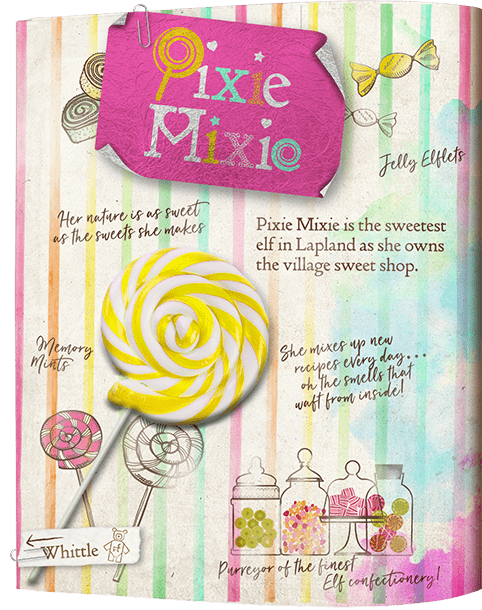 Pixie
Mixie
Jelly Elflets
Her nature is as sweet
as the sweets she makes
Pixie Mixie is the sweetest
elf in Lapland as she owns
the village sweet shop.
Memory
Mints
She mixes up new
recipes every day...
oh the smells that
waft from inside!
Whittle
Purveyor of the finest
Elf confectionery!